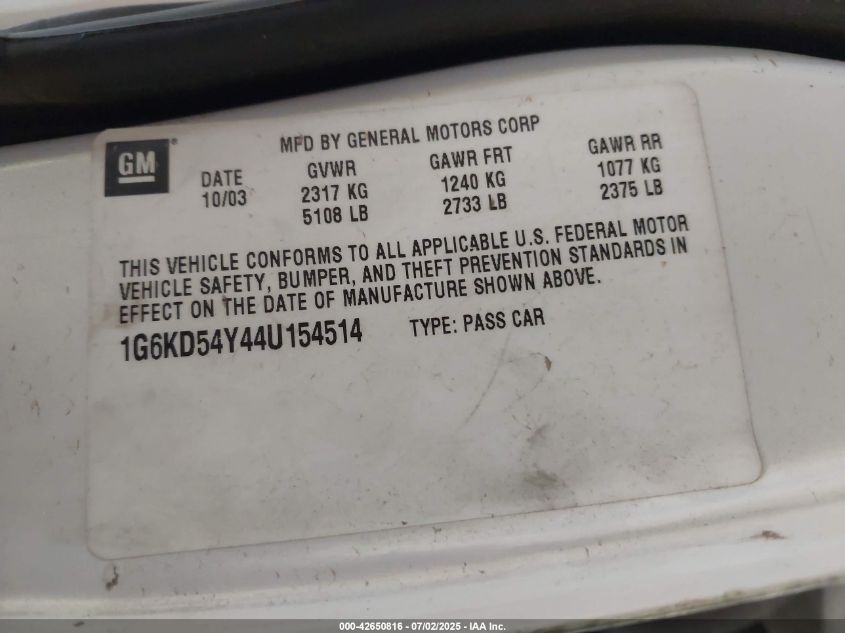 MFD BY GENERAL MOTORS CORP
GM®
DATE GVWR GAWR FRT GAWR RR
10/03 2317 KG 1240 KG 1077 KG
5108 LB 2733 LB 2375 LB
THIS VEHICLE CONFORMS TO ALL APPLICABLE U.S. FEDERAL MOTOR
VEHICLE SAFETY, BUMPER, AND THEFT PREVENTION STANDARDS IN
EFFECT ON THE DATE OF MANUFACTURE SHOWN ABOVE.
1G6KD54Y44U154514 TYPE: PASS CAR
000-42650816 - 07/02/2025 - IAA Inc.